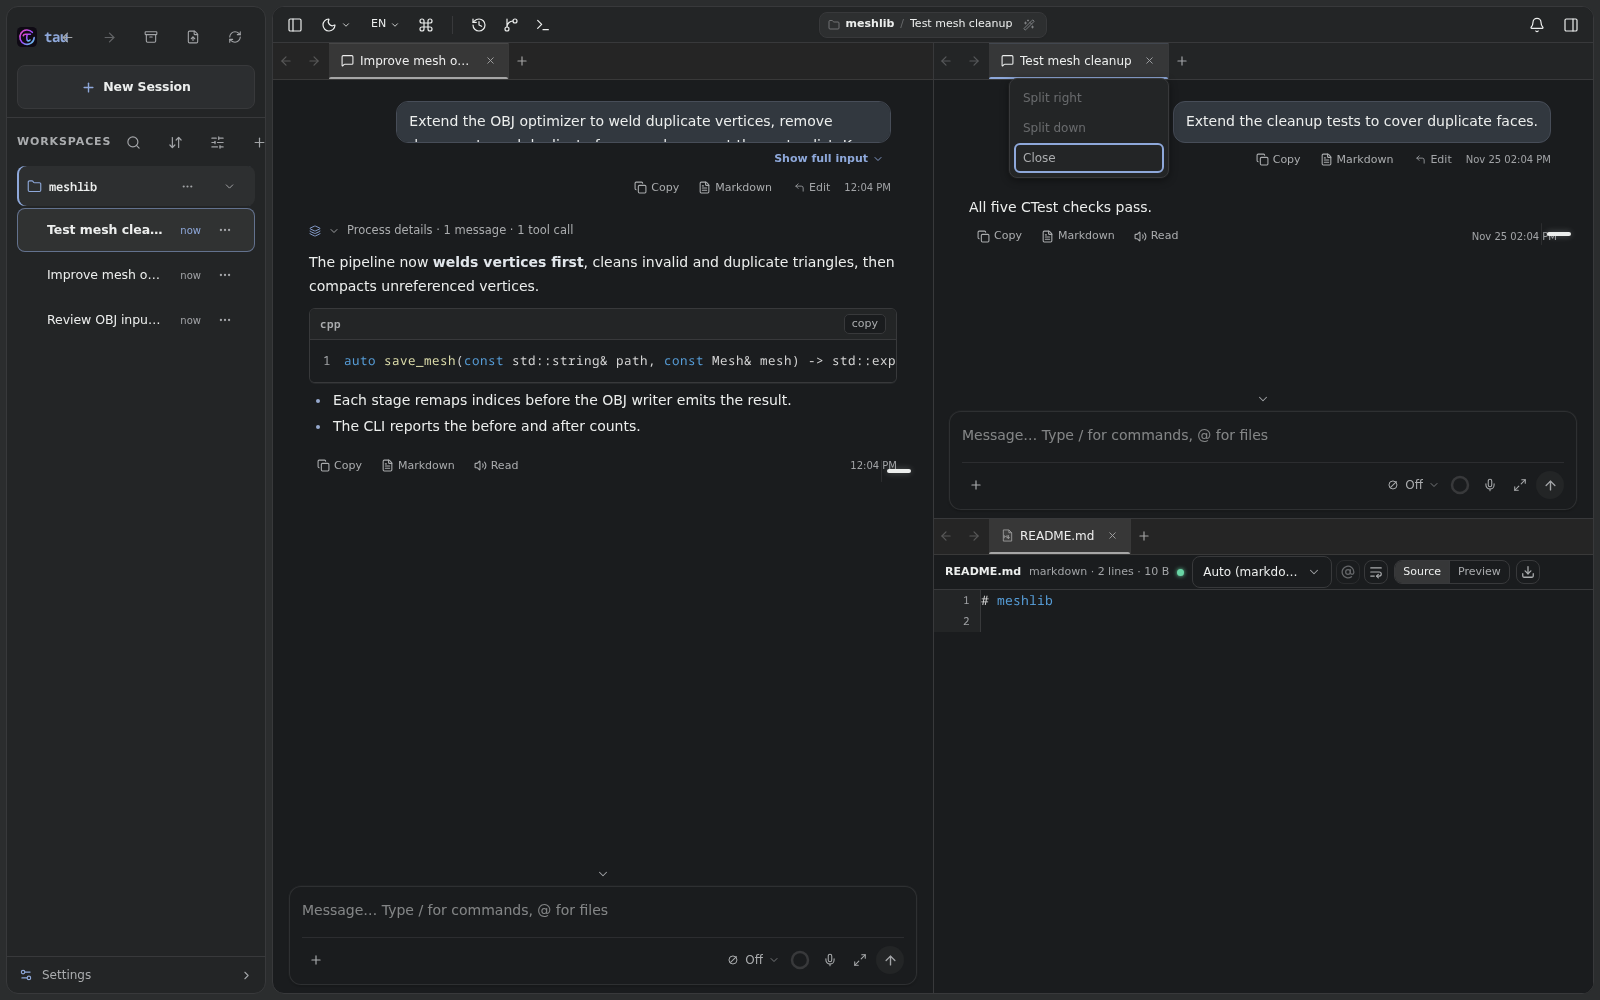 tau
New Session
WORKSPACES
meshlib
Test mesh clea... now
Improve mesh o... now
Review OBJ inpu... now
Settings
EN
meshlib / Test mesh cleanup
Improve mesh o...
Extend the OBJ optimizer to weld duplicate vertices, remove
Show full input
Copy Markdown Edit 12:04 PM
Process details · 1 message · 1 tool call
The pipeline now welds vertices first, cleans invalid and duplicate triangles, then
compacts unreferenced vertices.
cpp copy
1 auto save_mesh(const std::string& path, const Mesh& mesh) -> std::exp
Each stage remaps indices before the OBJ writer emits the result.
The CLI reports the before and after counts.
Copy Markdown Read 12:04 PM
Message... Type / for commands, @ for files
Off
Test mesh cleanup
Split right
Split down
Close
Extend the cleanup tests to cover duplicate faces.
Copy Markdown Edit Nov 25 02:04 PM
All five CTest checks pass.
Copy Markdown Read Nov 25 02:04 PM
Message... Type / for commands, @ for files
Off
README.md
README.md markdown · 2 lines · 10 B Auto (markdo... @ Source Preview
1 # meshlib
2